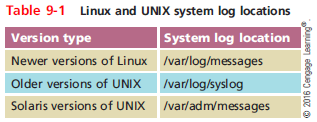 Table 9-1 Linux and UNIX system log locations
Version type System log location
Newer versions of Linux /var/log/messages
Older versions of UNIX /var/log/syslog
Solaris versions of UNIX /var/adm/messages
© 2016 Cengage Learning®.